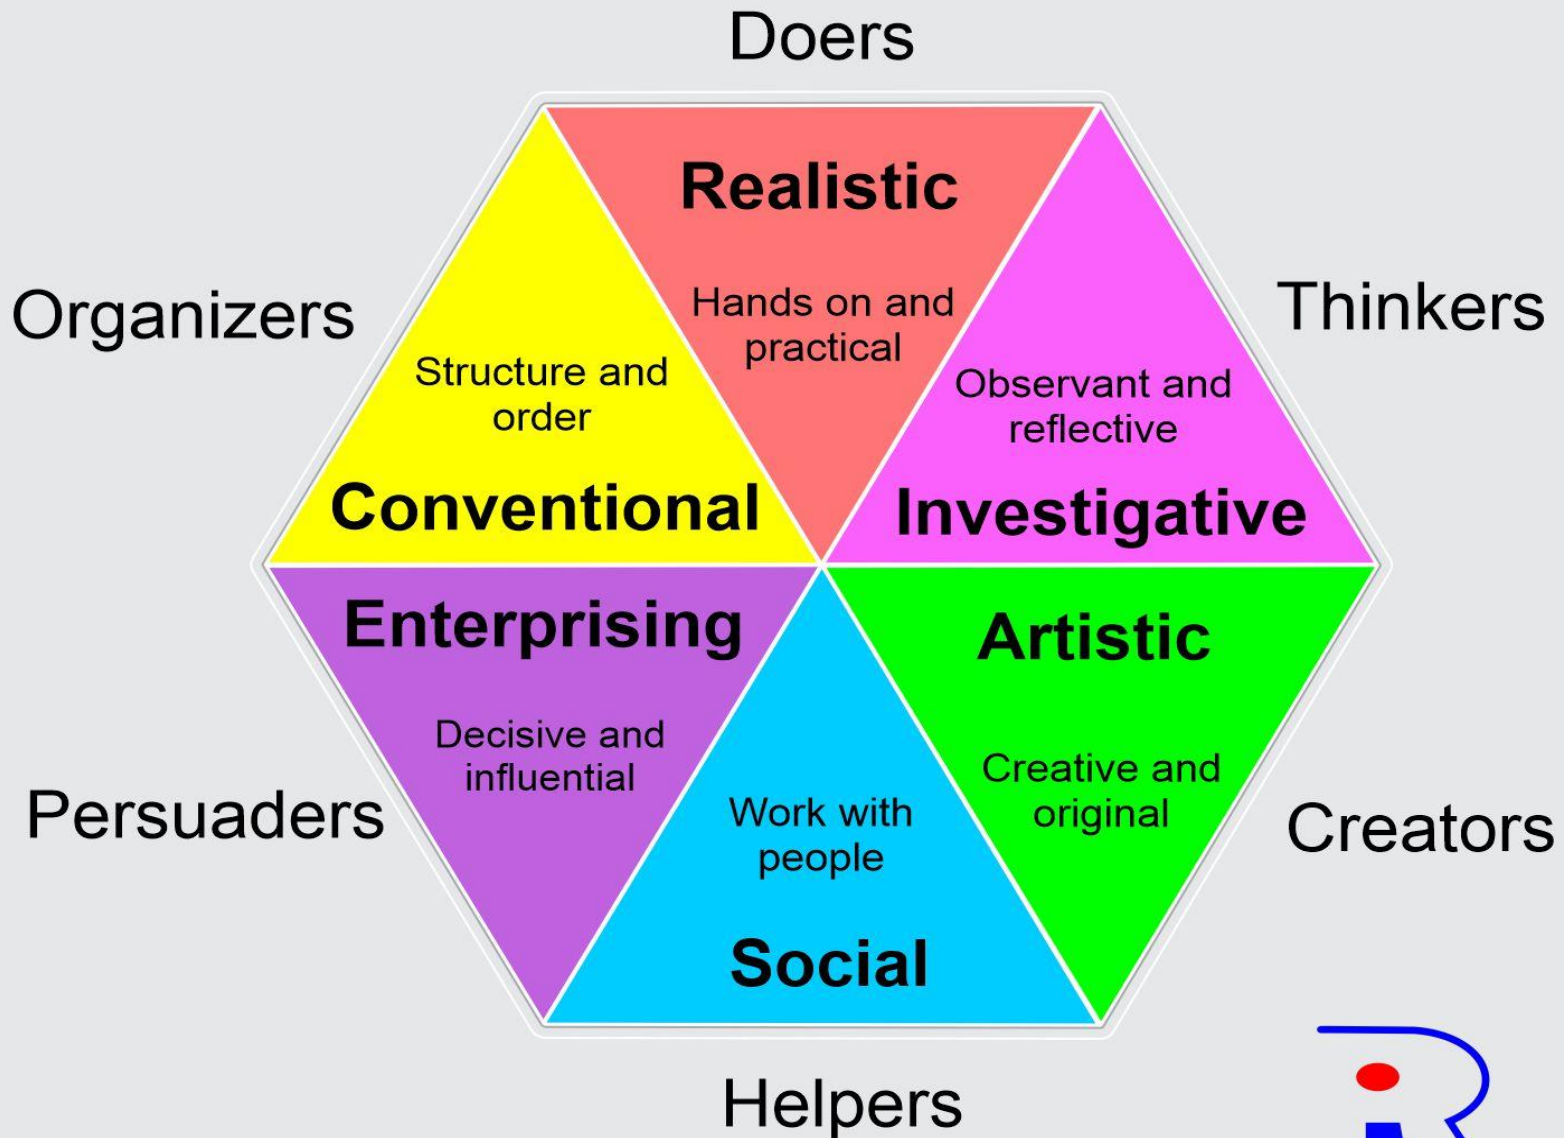 Doers
Realistic
Hands on and
practical
Organizers
Structure and
order
Conventional
Thinkers
Observant and
reflective
Investigative
Enterprising
Decisive and
influential
Persuaders
Artistic
Creative and
original
Creators
Work with
people
Social
Helpers